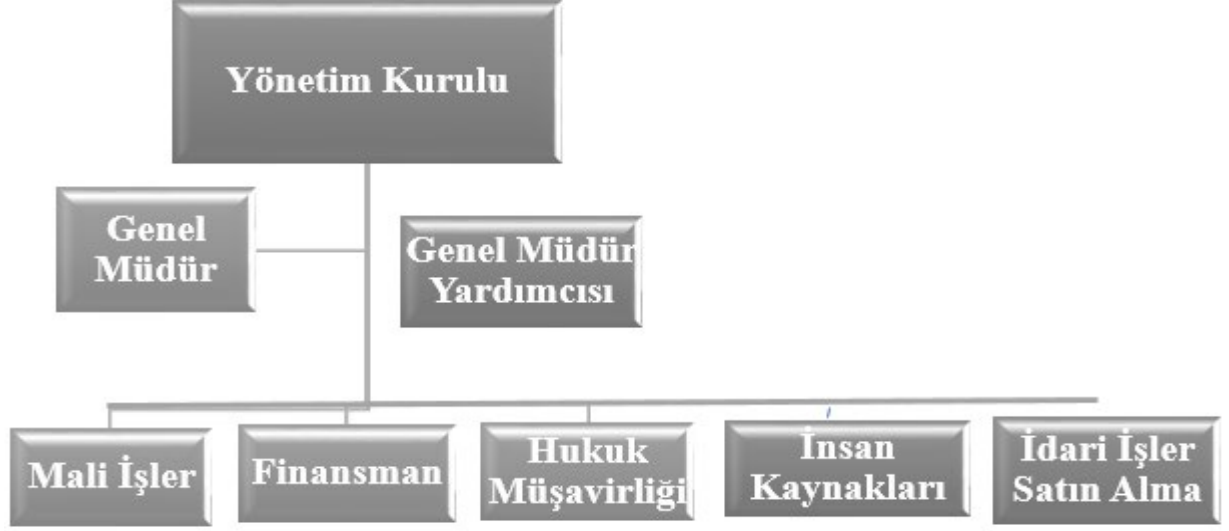 Yönetim Kurulu
Genel
Müdür
Genel Müdür
Yardımcısı
Mali İşler
Finansman
Hukuk
Müşavirliği
İnsan
Kaynakları
İdari İşler
Satın Alma